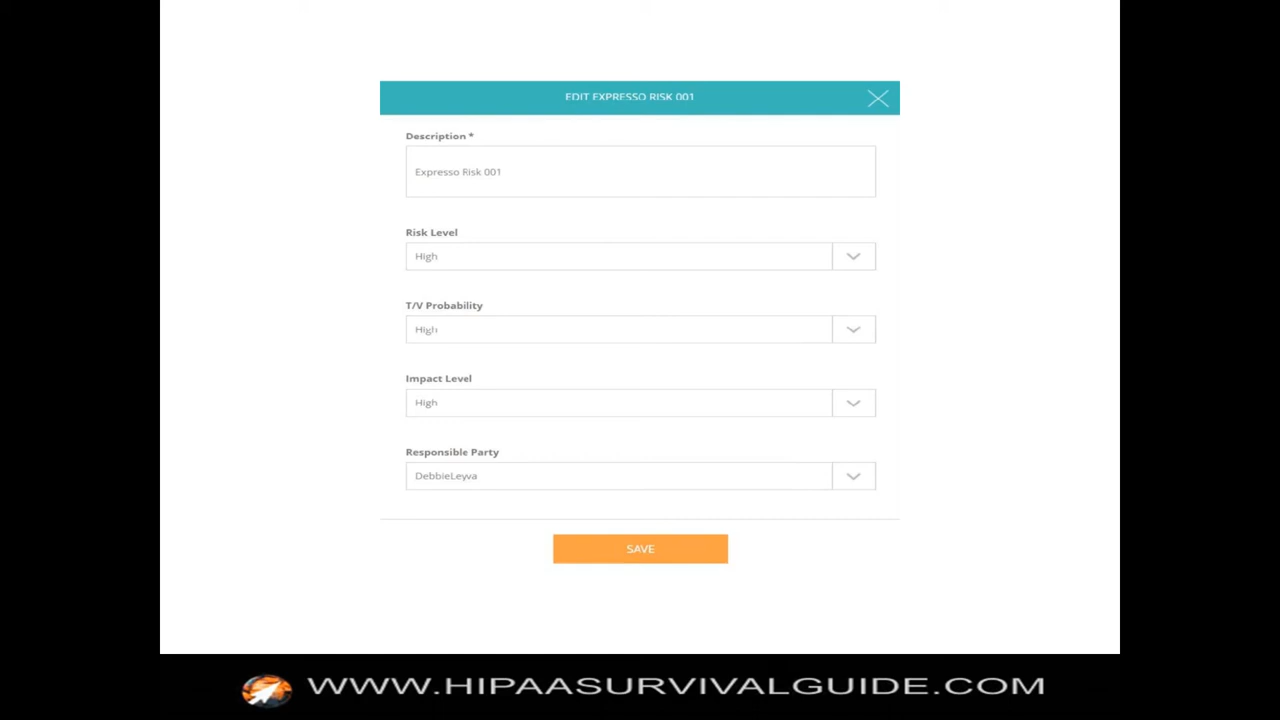 EDIT EXPRESSO RISK 001
Description *
Expresso Risk 001
Risk Level
High
T/V Probability
High
Impact Level
High
Responsible Party
DebbieLeyva
SAVE
WWW.HIPAASURVIVALGUIDE.COM